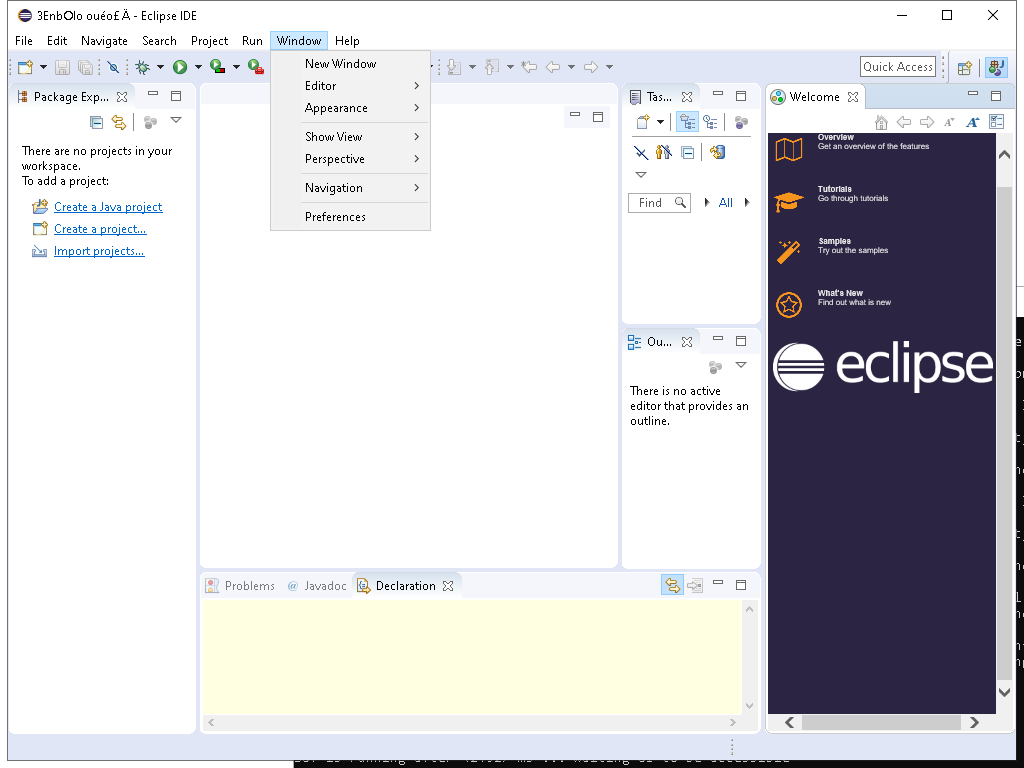 3EnbOlo ouéo£Ä - Eclipse IDE
File Edit Navigate Search Project Run Window Help
Quick Access
New Window
Editor
Appearance
Show View
Perspective
Navigation
Preferences
Package Exp...
There are no projects in your
workspace.
To add a project:
Create a Java project
Create a project...
Import projects...
Tas...
Find
All
Ou...
There is no active
editor that provides an
outline.
Welcome
Overview
Get an overview of the features
Tutorials
Go through tutorials
Samples
Try out the samples
What's New
Find out what is new
eclipse
Problems @ Javadoc Declaration